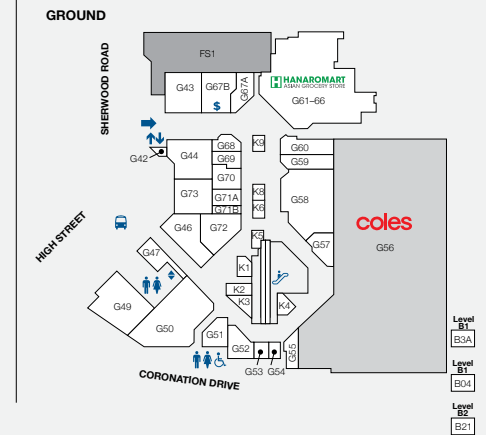 GROUND
SHERWOOD ROAD
FS1
G43
G67B
$
G67A
HANAROMART
ASIAN GROCERY STORE
G61–66
G42
G44
G68
G69
G70
K9
G60
G59
G73
G71A
G71B
K8
K6
G58
HIGH STREET
G46
G72
K5
G57
coles
G56
G47
K1
K2
K3
K4
G49
G50
G51
G52
G53
G54
G55
CORONATION DRIVE
Level
B1
B3A
Level
B1
B04
Level
B2
B21